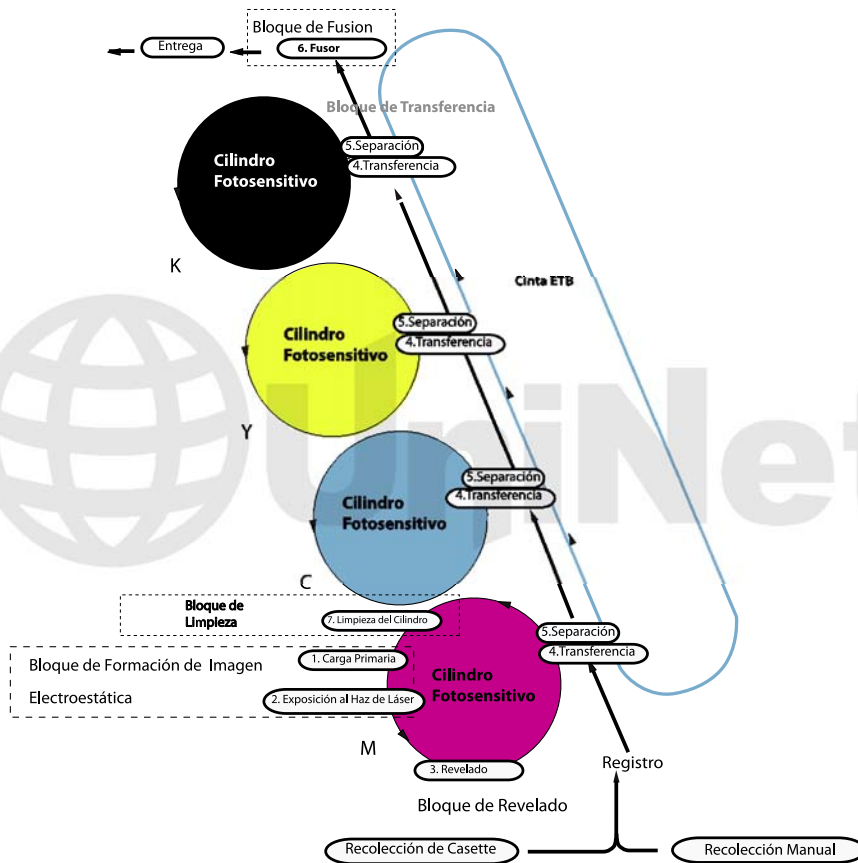 Bloque de Fusion
Entrega
6. Fusor
Bloque de Transferencia
5.Separación
4.Transferencia
Cilindro
Fotosensitivo
K
Cinta ETB
5.Separación
4.Transferencia
Cilindro
Fotosensitivo
Y
UniNet
5.Separación
4.Transferencia
Cilindro
Fotosensitivo
C
Bloque de
Limpieza
7. Limpieza del Cilindro
5.Separación
4.Transferencia
Bloque de Formación de Imagen
Electroestática
1. Carga Primaria
2. Exposición al Haz de Láser
Cilindro
Fotosensitivo
M
3. Revelado
Registro
Bloque de Revelado
Recolección de Casette
Recolección Manual